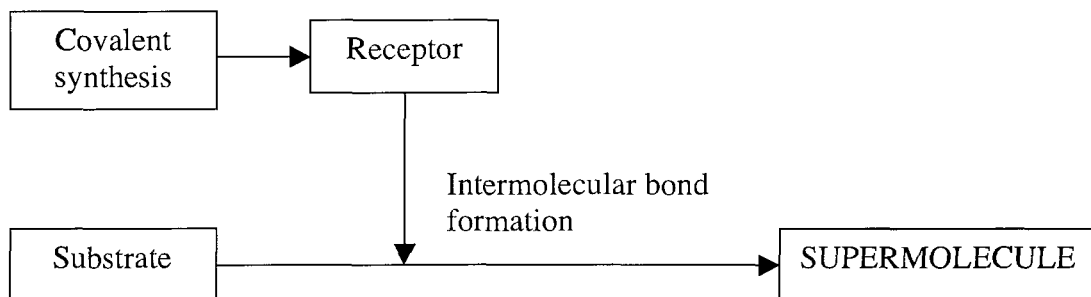 Covalent
synthesis
Receptor
Intermolecular bond
formation
Substrate
SUPERMOLECULE